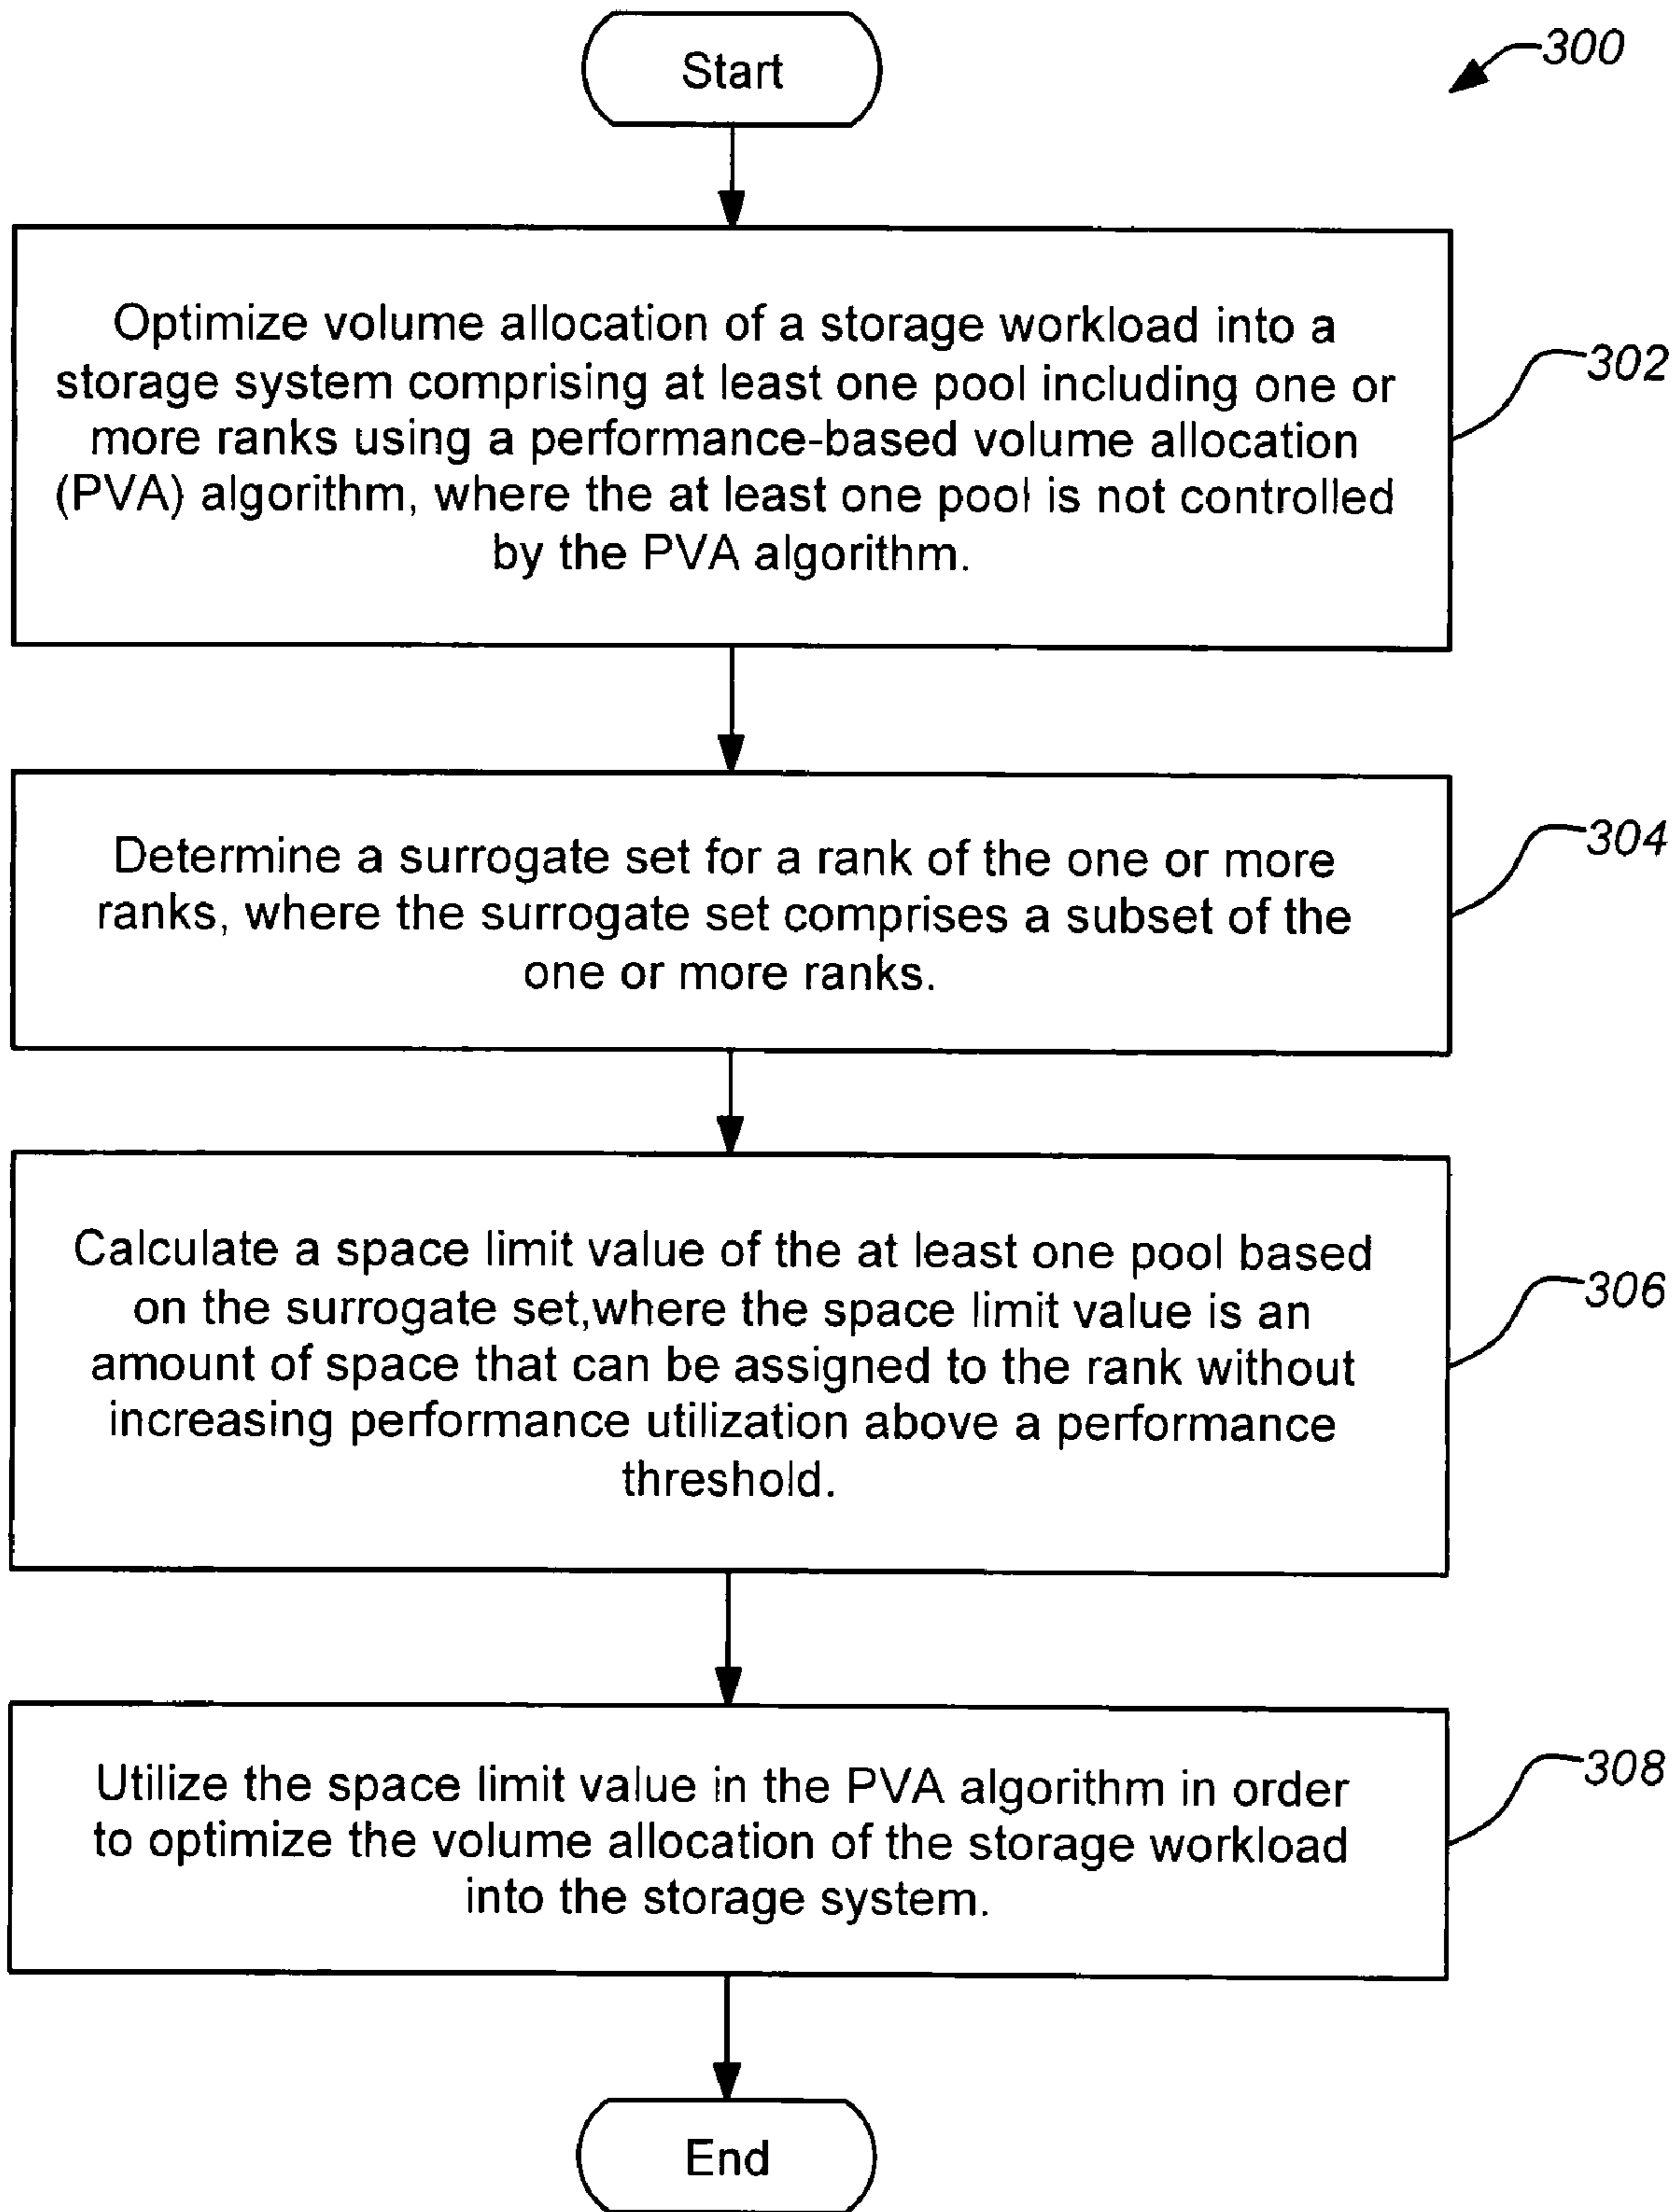 Start
300
Optimize volume allocation of a storage workload into a
storage system comprising at least one pool including one or
more ranks using a performance-based volume allocation
(PVA) algorithm, where the at least one pool is not controlled
by the PVA algorithm.
302
Determine a surrogate set for a rank of the one or more
ranks, where the surrogate set comprises a subset of the
one or more ranks.
304
Calculate a space limit value of the at least one pool based
on the surrogate set,where the space limit value is an
amount of space that can be assigned to the rank without
increasing performance utilization above a performance
threshold.
306
Utilize the space limit value in the PVA algorithm in order
to optimize the volume allocation of the storage workload
into the storage system.
308
End